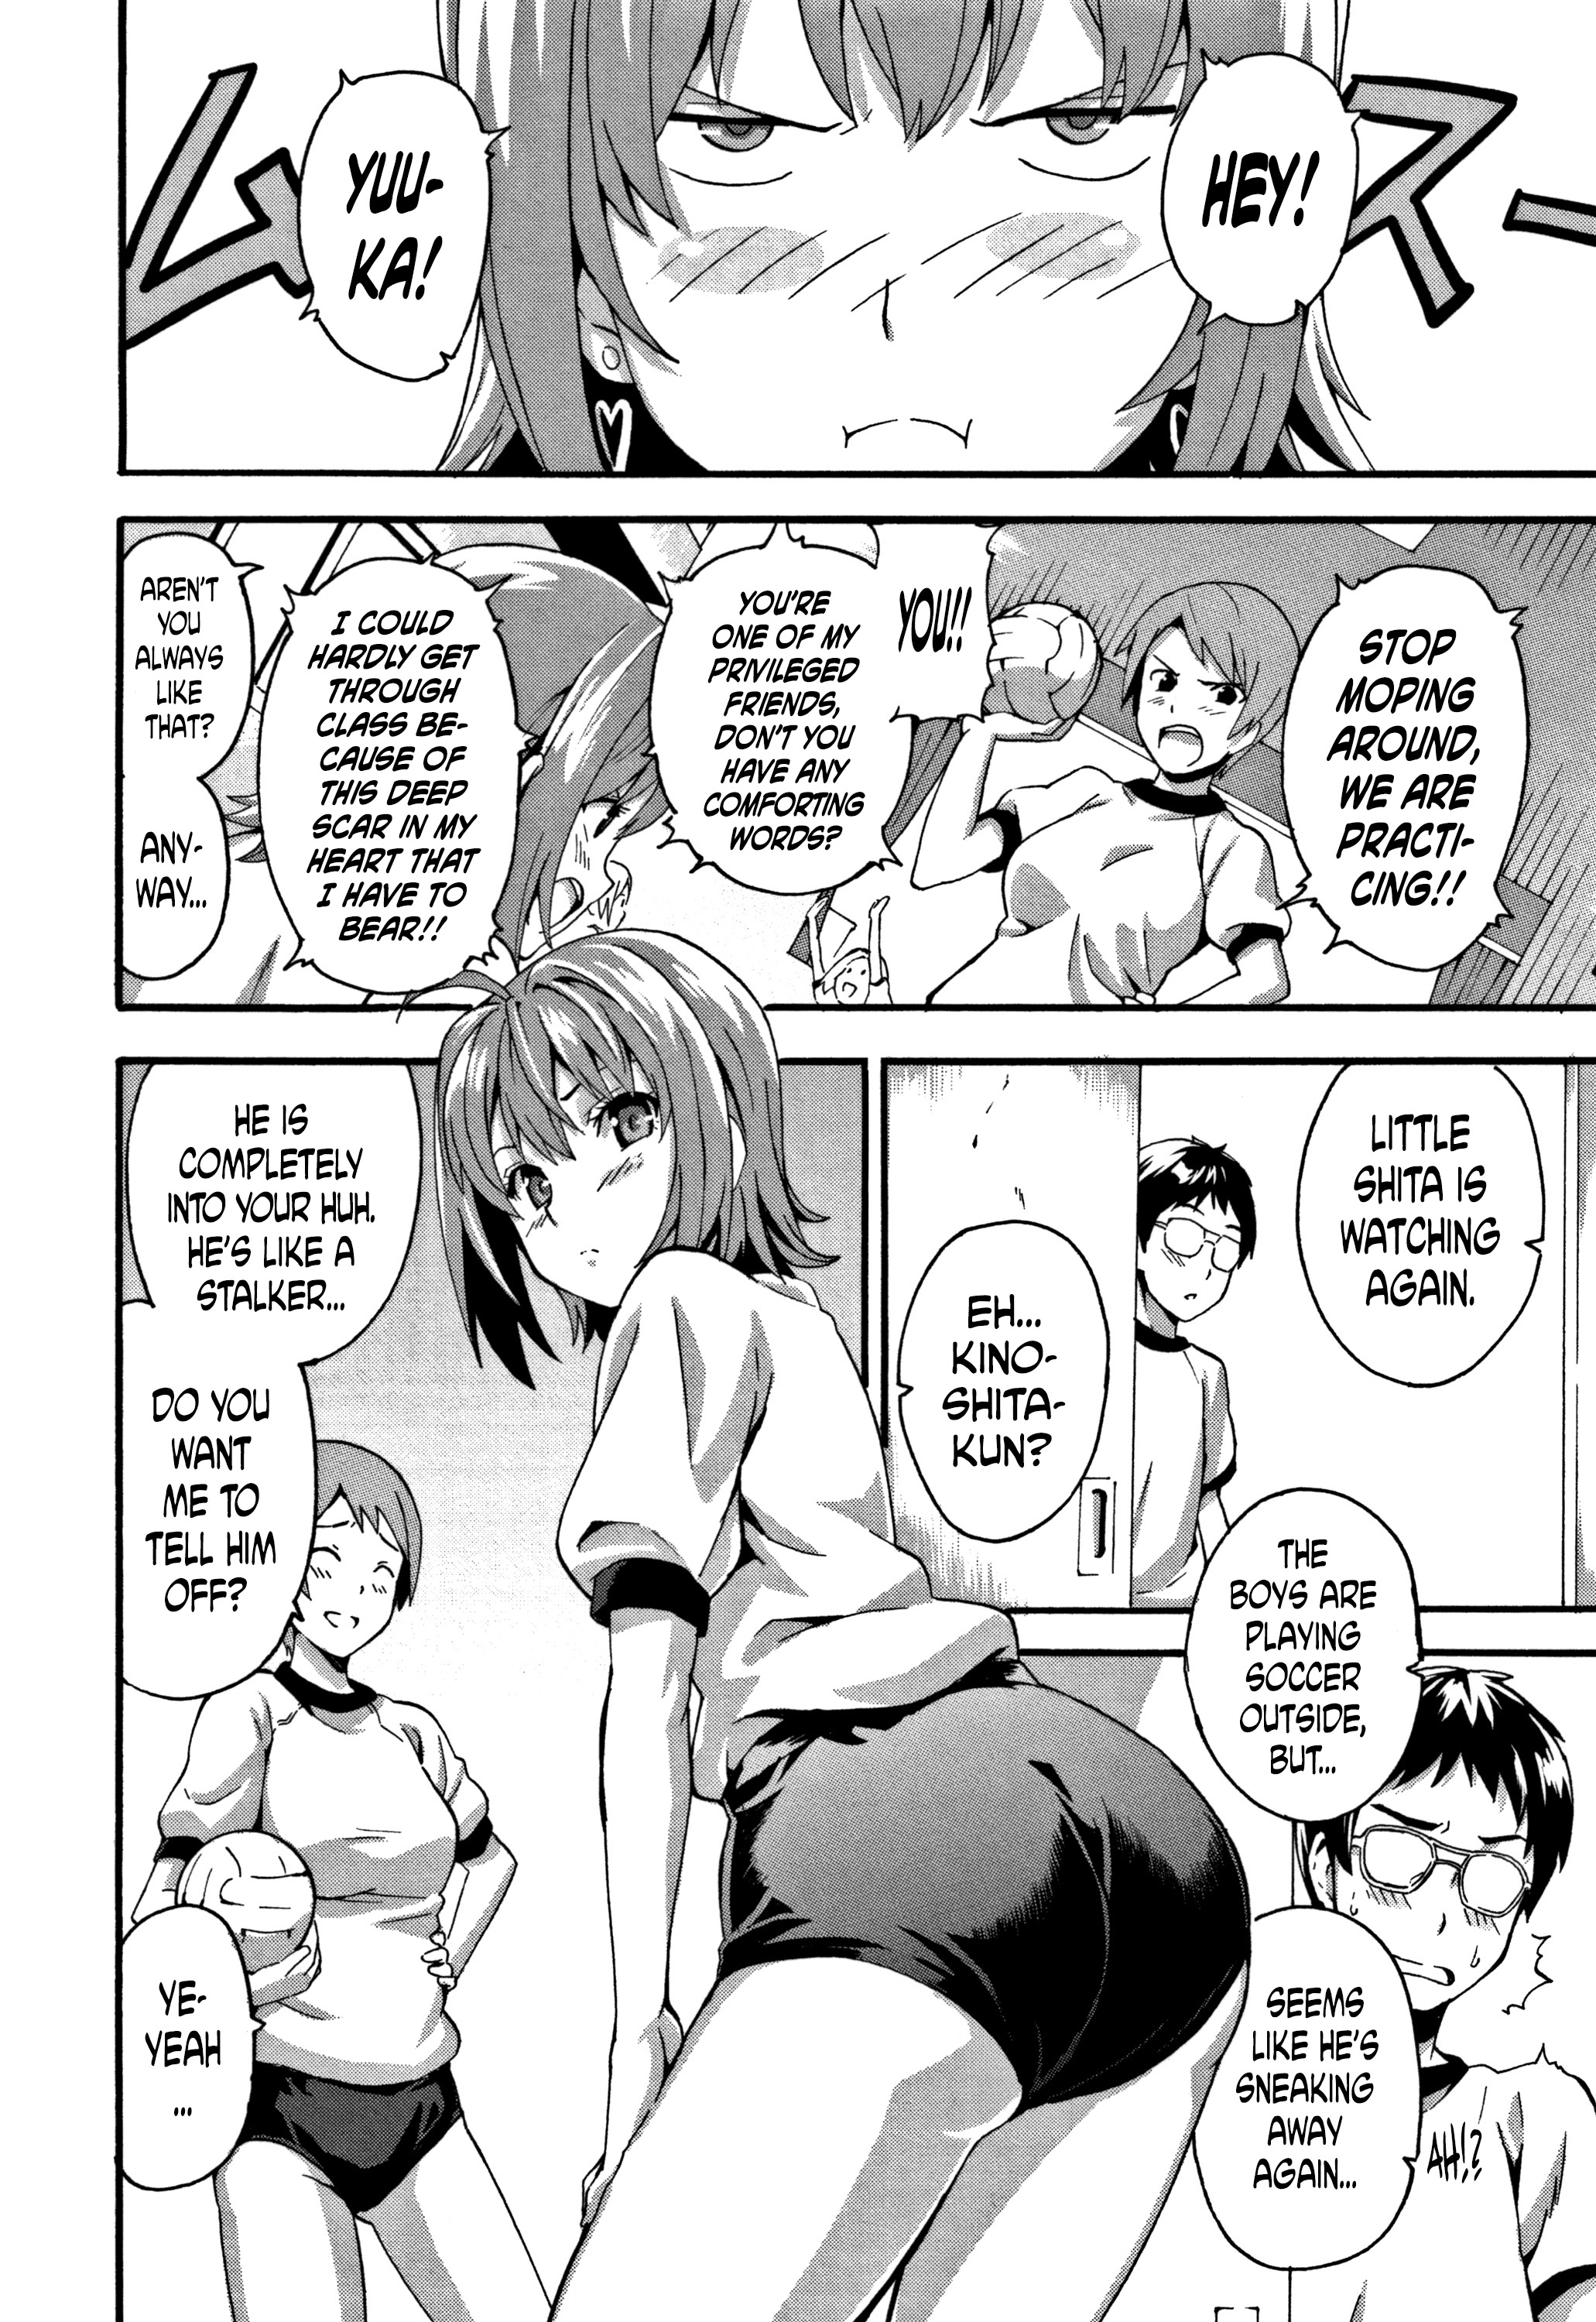 HEY!
ムスー
YUU-
KA!
STOP
MOPING
AROUND,
WE ARE
PRACTI-
CING!!
YOU!!
YOU'RE
ONE OF MY
PRIVILEGED
FRIENDS,
DON'T YOU
HAVE ANY
COMFORTING
WORDS?
I COULD
HARDLY GET
THROUGH
CLASS BE-
CAUSE OF
THIS DEEP
SCAR IN MY
HEART THAT
I HAVE TO
BEAR!!
AREN'T
YOU
ALWAYS
LIKE
THAT?
ANY-
WAY...
LITTLE
SHITA IS
WATCHING
AGAIN.
EH...
KINO-
SHITA-
KUN?
THE
BOYS ARE
PLAYING
SOCCER
OUTSIDE,
BUT...
SEEMS
LIKE HE'S
SNEAKING
AWAY
AGAIN...
AH!?
HE IS
COMPLETELY
INTO YOUR HUH.
HE'S LIKE A
STALKER...
DO YOU
WANT
ME TO
TELL HIM
OFF?
YE-
YEAH
...